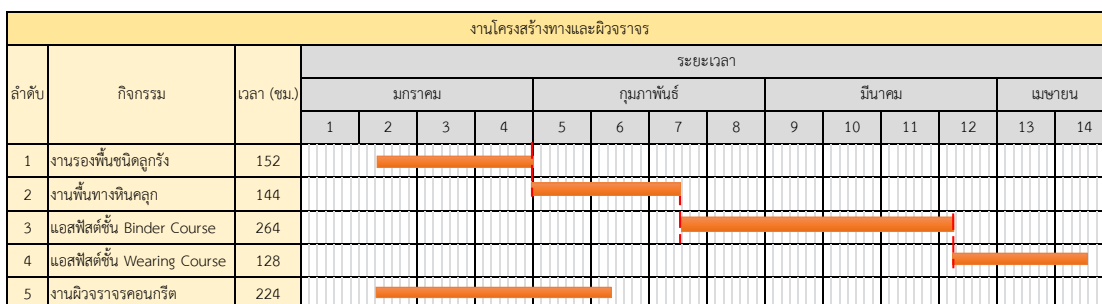 งานโครงสร้างทางและผิวจราจร
ลำดับ กิจกรรม เวลา (ชม.) ระยะเวลา
มกราคม กุมภาพันธ์ มีนาคม เมษายน
1 2 3 4 5 6 7 8 9 10 11 12 13 14
1 งานรองพื้นชนิดลูกรัง 152
2 งานพื้นทางหินคลุก 144
3 แอสฟัสต์ชั้น Binder Course 264
4 แอสฟัสต์ชั้น Wearing Course 128
5 งานผิวจราจรคอนกรีต 224